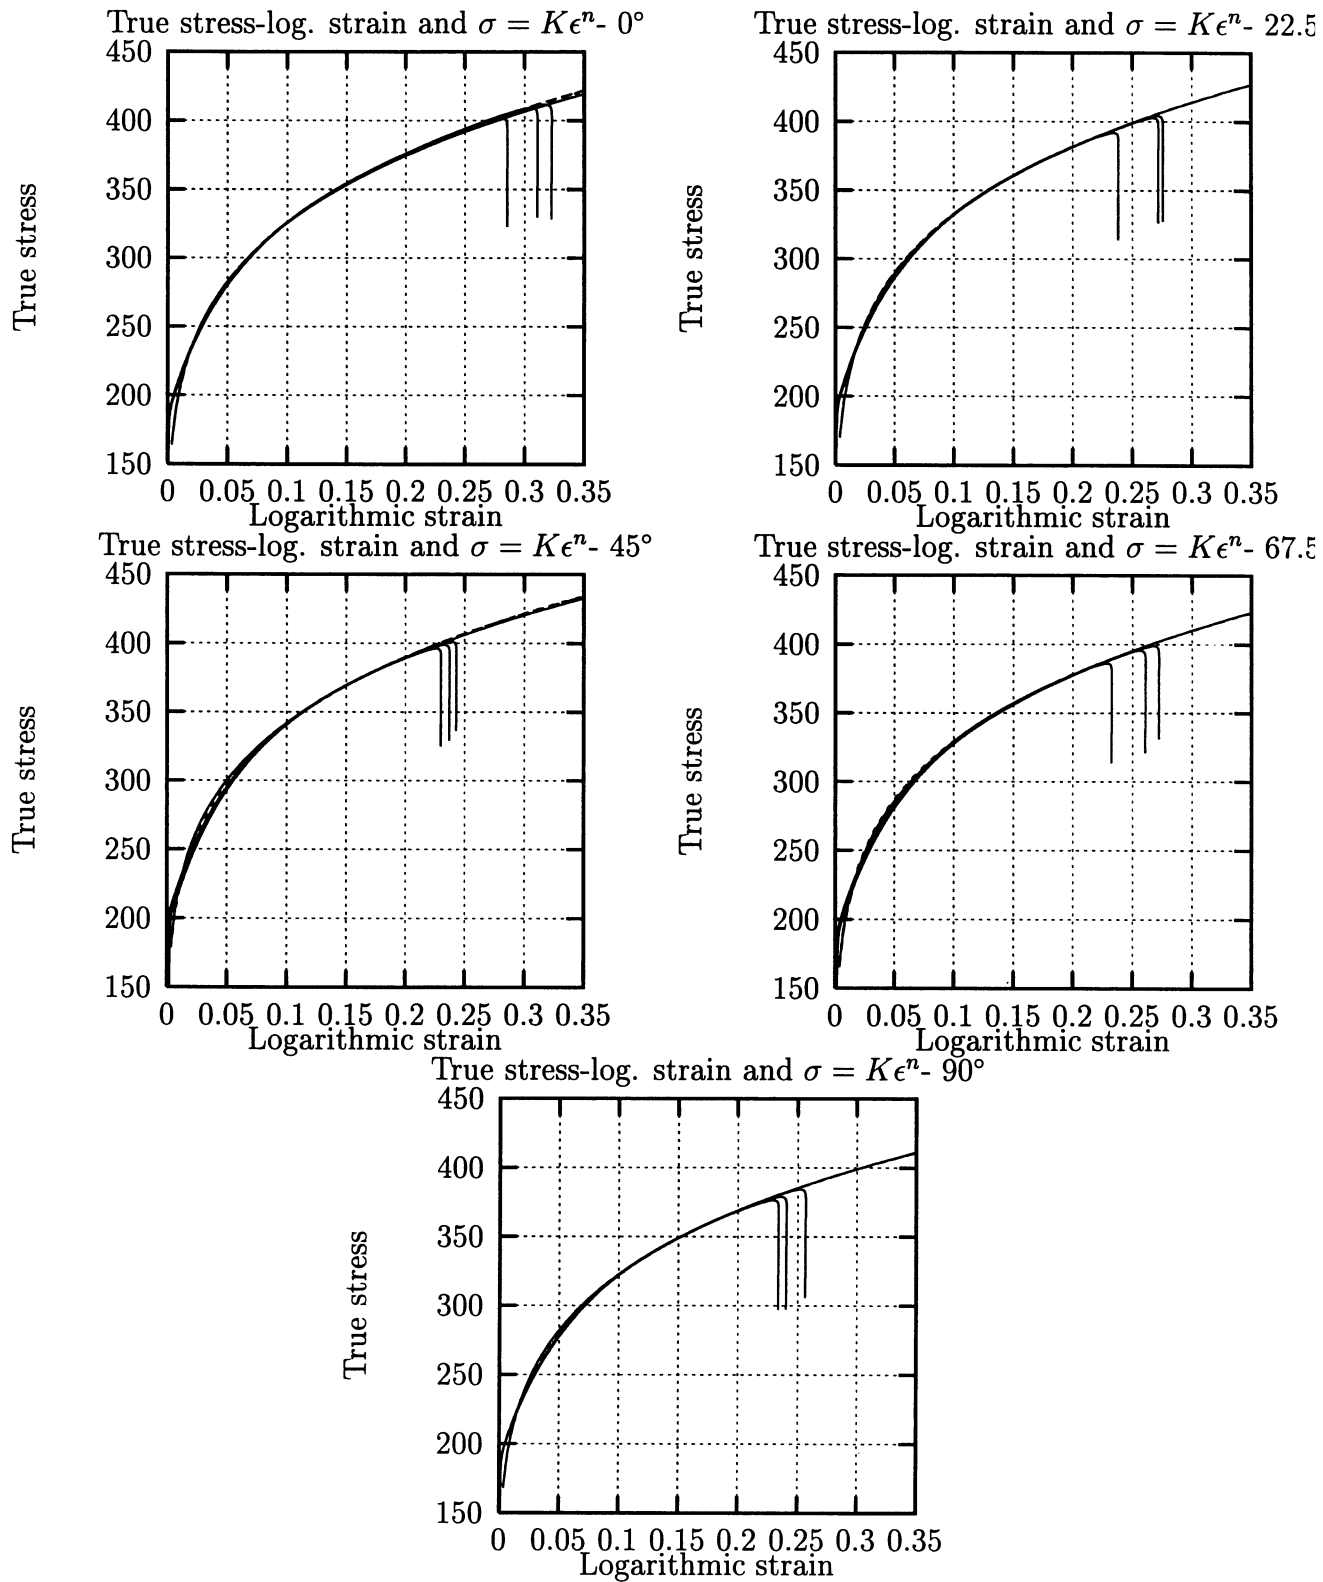 True stress-log. strain and σ = Kϵⁿ- 0°
450
400
350
300
250
200
150
True stress
0 0.05 0.1 0.15 0.2 0.25 0.3 0.35
Logarithmic strain
True stress-log. strain and σ = Kϵⁿ- 22.5
450
400
350
300
250
200
150
True stress
0 0.05 0.1 0.15 0.2 0.25 0.3 0.35
Logarithmic strain
True stress-log. strain and σ = Kϵⁿ- 45°
450
400
350
300
250
200
150
True stress
0 0.05 0.1 0.15 0.2 0.25 0.3 0.35
Logarithmic strain
True stress-log. strain and σ = Kϵⁿ- 67.5
450
400
350
300
250
200
150
True stress
0 0.05 0.1 0.15 0.2 0.25 0.3 0.35
Logarithmic strain
True stress-log. strain and σ = Kϵⁿ- 90°
450
400
350
300
250
200
150
True stress
0 0.05 0.1 0.15 0.2 0.25 0.3 0.35
Logarithmic strain